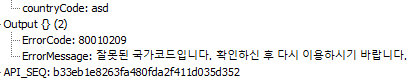 countryCode: asd
Output {} (2)
ErrorCode: 80010209
ErrorMessage: 잘못된 국가코드입니다. 확인하신 후 다시 이용하시기 바랍니다.
API_SEQ: b33eb1e8263fa480fda2f411d035d352